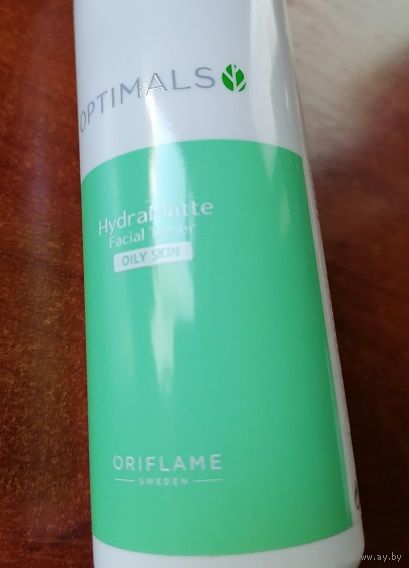 OPTIMALS
HydraMatte
Facial Toner
OILY SKIN
ORIFLAME
SWEDEN
www.ay.by